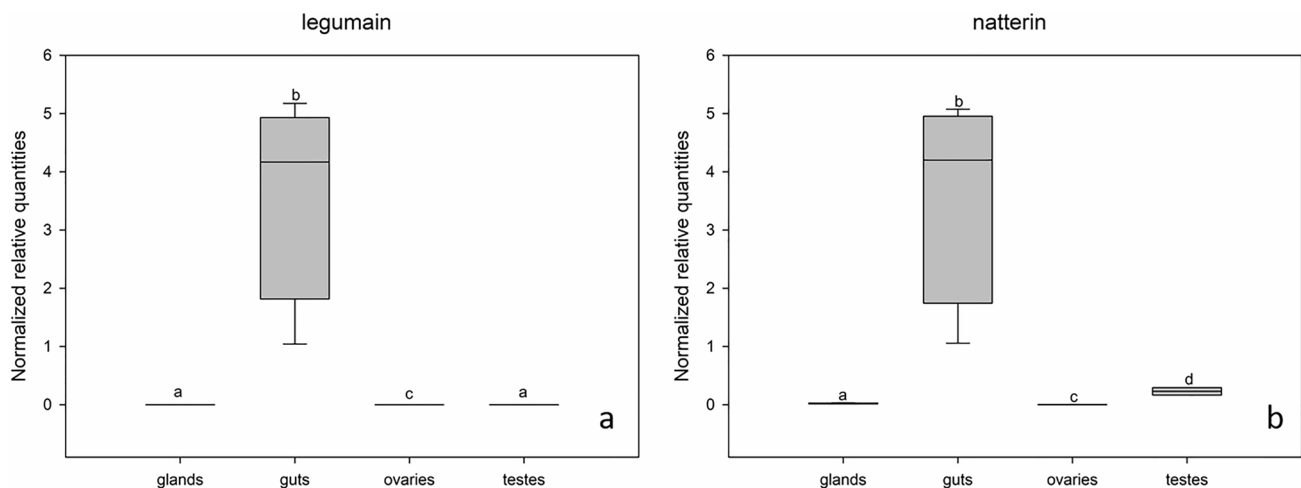 legumain
Normalized relative quantities
6
5
4
3
2
1
0
a
b
c
a
a
glands
guts
ovaries
testes
natterin
Normalized relative quantities
6
5
4
3
2
1
0
a
b
c
d
b
glands
guts
ovaries
testes